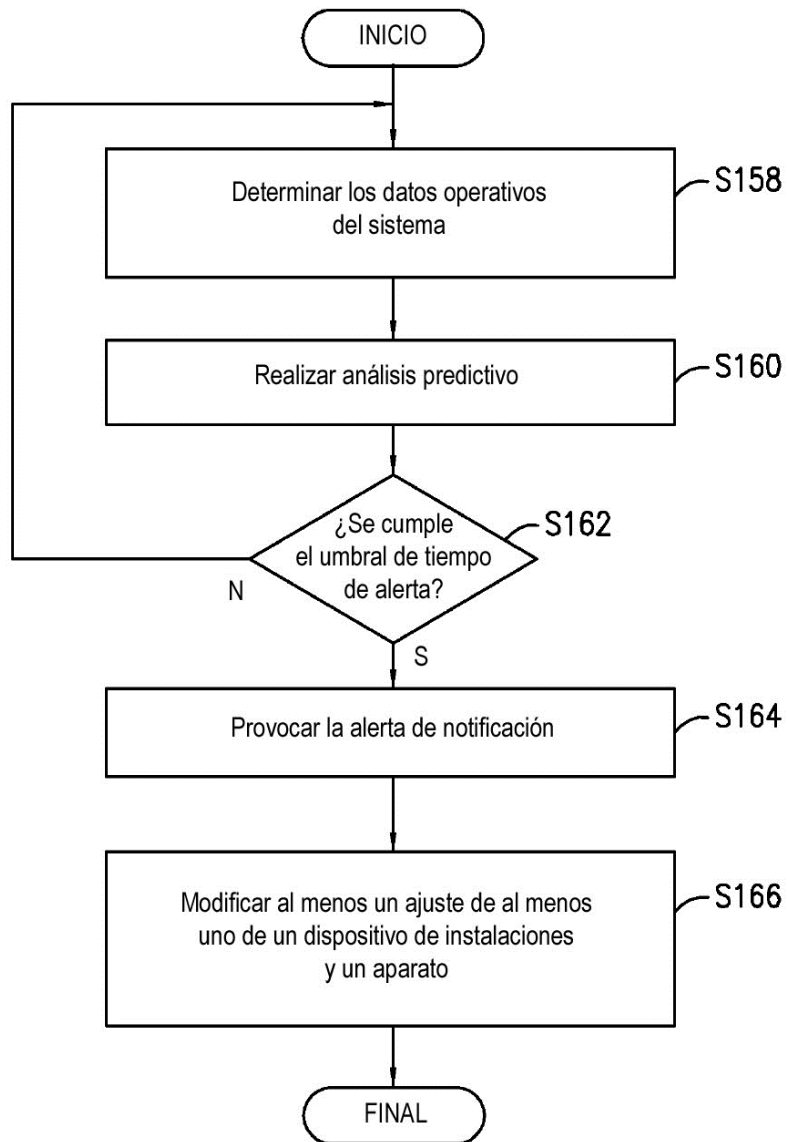 INICIO
Determinar los datos operativos
del sistema
S158
Realizar análisis predictivo
S160
¿Se cumple
el umbral de tiempo
de alerta?
S162
N
S
Provocar la alerta de notificación
S164
Modificar al menos un ajuste de al menos
uno de un dispositivo de instalaciones
y un aparato
S166
FINAL